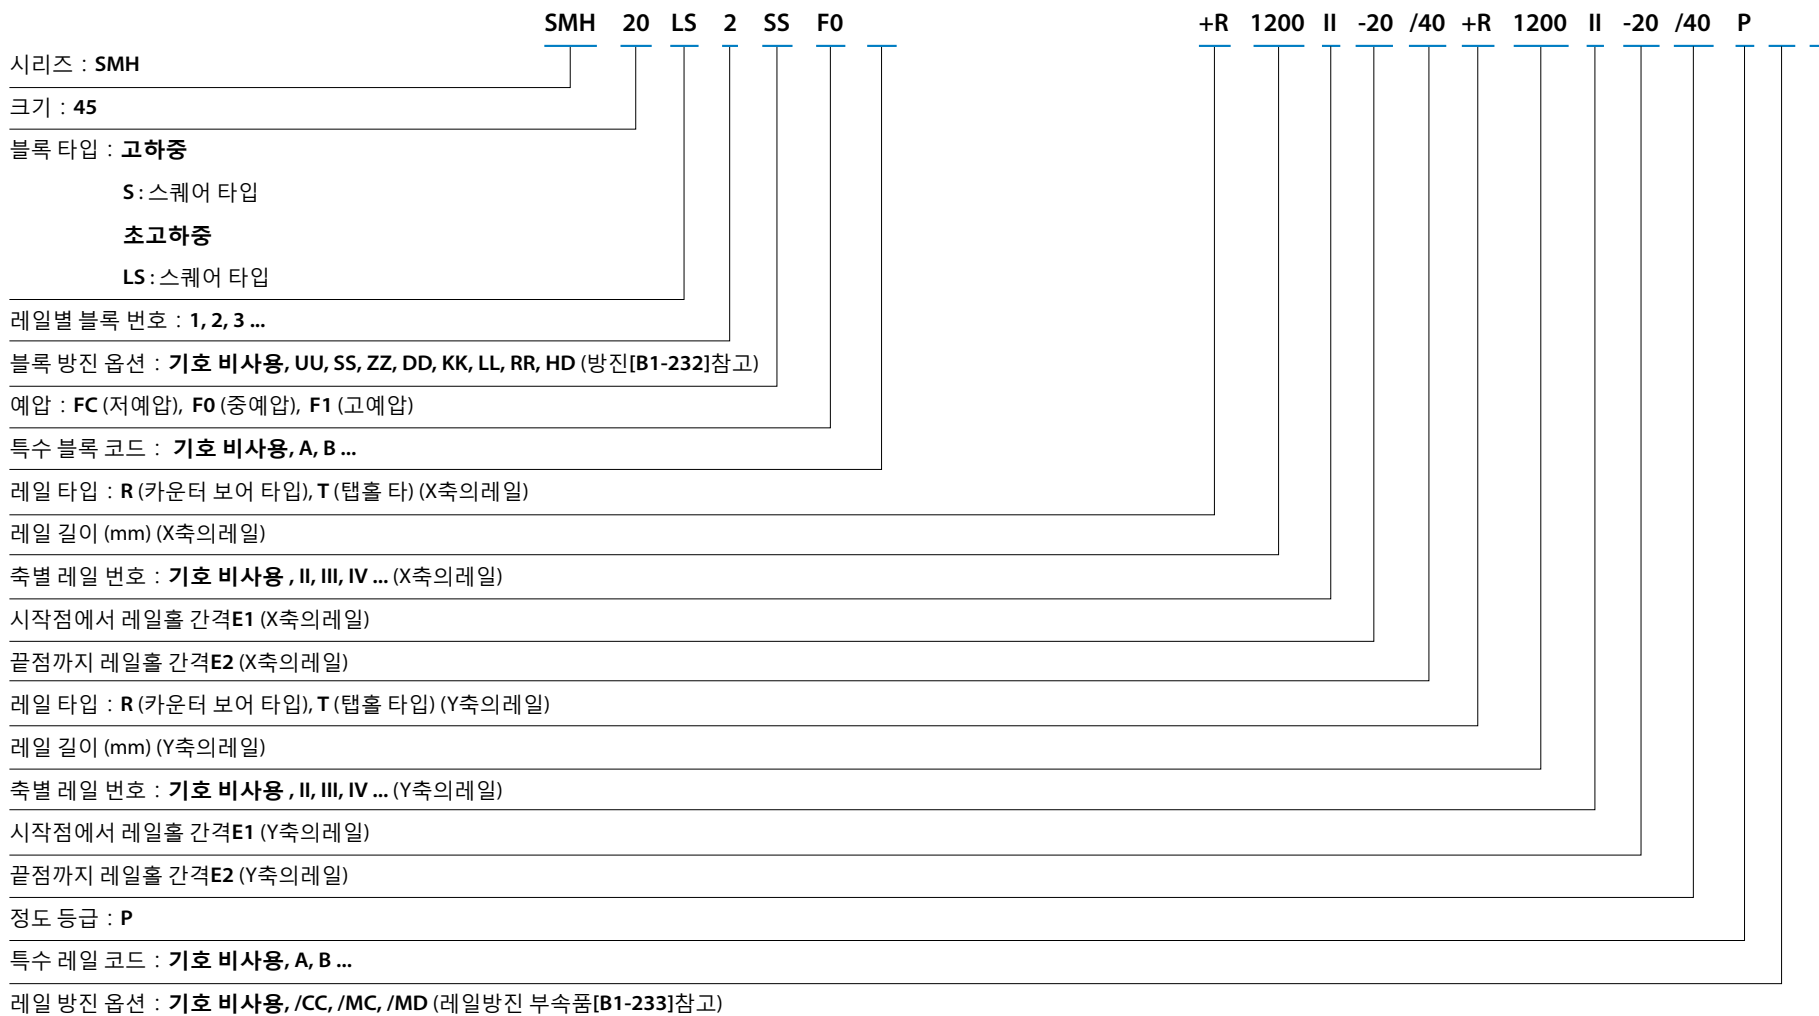 SMH 20 LS 2 SS F0 +R 1200 II -20 /40 +R 1200 II -20 /40 P
시리즈 : SMH
크기 : 45
블록 타입 : 고하중
S : 스퀘어 타입
초고하중
LS : 스퀘어 타입
레일별 블록 번호 : 1, 2, 3 ...
블록 방진 옵션 : 기호 비사용, UU, SS, ZZ, DD, KK, LL, RR, HD (방진[B1-232]참고)
예압 : FC (저예압), F0 (중예압), F1 (고예압)
특수 블록 코드 : 기호 비사용, A, B ...
레일 타입 : R (카운터 보어 타입), T (탭홀 타) (X축의레일)
레일 길이 (mm) (X축의레일)
축별 레일 번호 : 기호 비사용 , II, III, IV ... (X축의레일)
시작점에서 레일홀 간격E1 (X축의레일)
끝점까지 레일홀 간격E2 (X축의레일)
레일 타입 : R (카운터 보어 타입), T (탭홀 타입) (Y축의레일)
레일 길이 (mm) (Y축의레일)
축별 레일 번호 : 기호 비사용 , II, III, IV ... (Y축의레일)
시작점에서 레일홀 간격E1 (Y축의레일)
끝점까지 레일홀 간격E2 (Y축의레일)
정도 등급 : P
특수 레일 코드 : 기호 비사용, A, B ...
레일 방진 옵션 : 기호 비사용, /CC, /MC, /MD (레일방진 부속품[B1-233]참고)